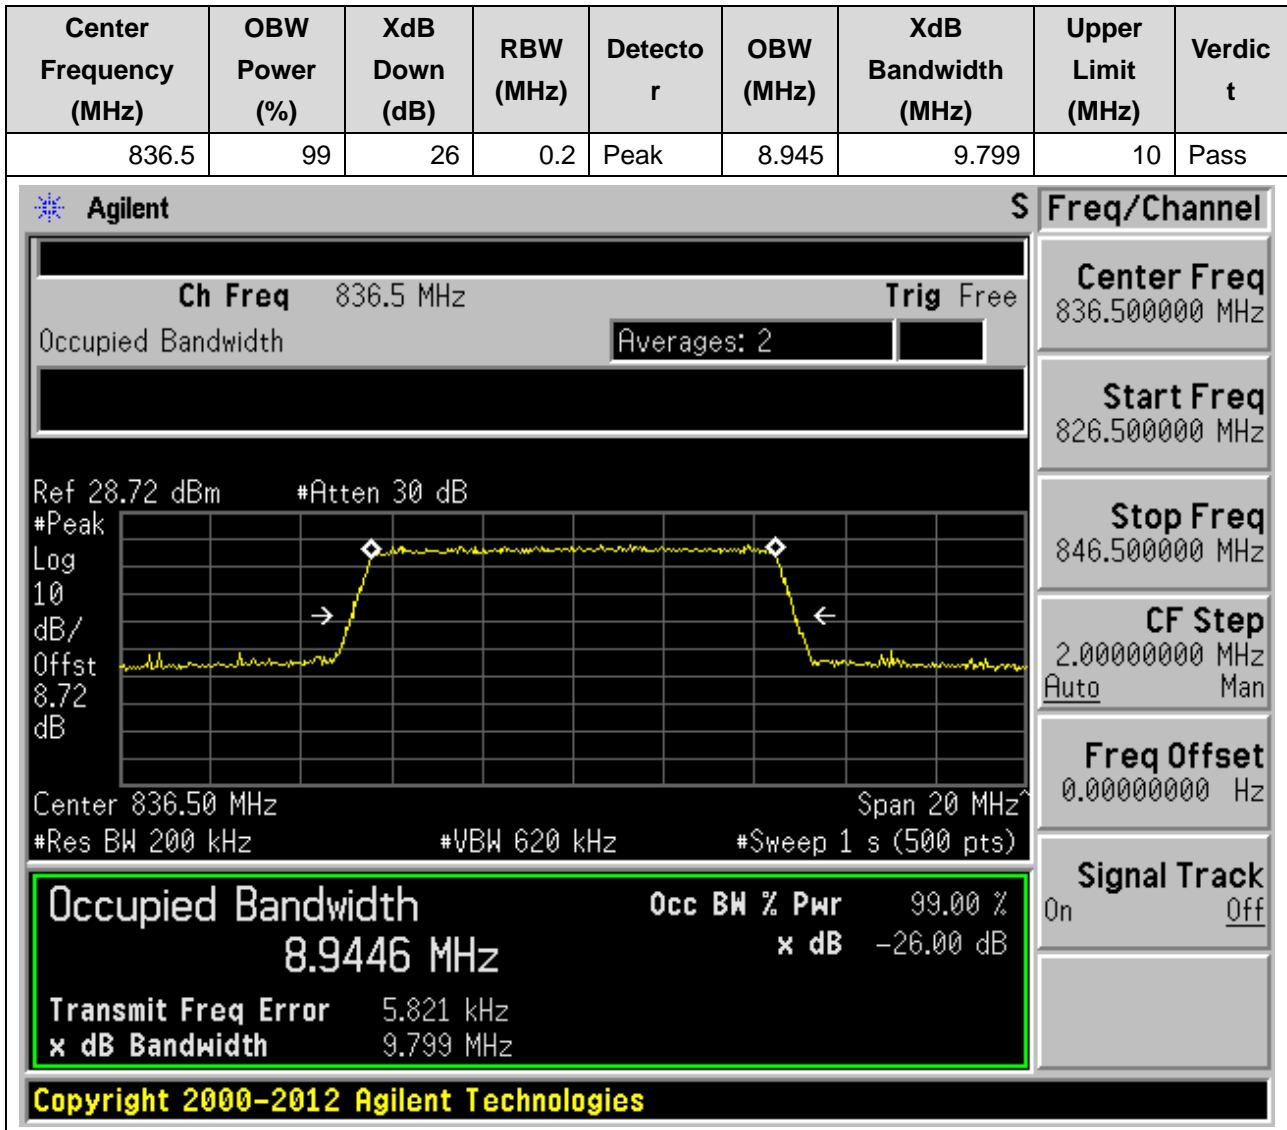 Center Frequency (MHz) OBW Power (%) XdB Down (dB) RBW (MHz) Detecto r OBW (MHz) XdB Bandwidth (MHz) Upper Limit (MHz) Verdic t
836.5 99 26 0.2 Peak 8.945 9.799 10 Pass
Agilent S Freq/Channel
Ch Freq 836.5 MHz Trig Free
Occupied Bandwidth Averages: 2
Center Freq
836.500000 MHz
Start Freq
826.500000 MHz
Stop Freq
846.500000 MHz
CF Step
2.00000000 MHz
Auto Man
Freq Offset
0.00000000 Hz
Signal Track
On Off
Ref 28.72 dBm #Atten 30 dB
#Peak
Log
10
dB/
Offst
8.72
dB
Center 836.50 MHz Span 20 MHz^
#Res BW 200 kHz #VBW 620 kHz #Sweep 1 s (500 pts)
Occupied Bandwidth Occ BW % Pwr 99.00 %
8.9446 MHz x dB -26.00 dB
Transmit Freq Error 5.821 kHz
x dB Bandwidth 9.799 MHz
Copyright 2000-2012 Agilent Technologies